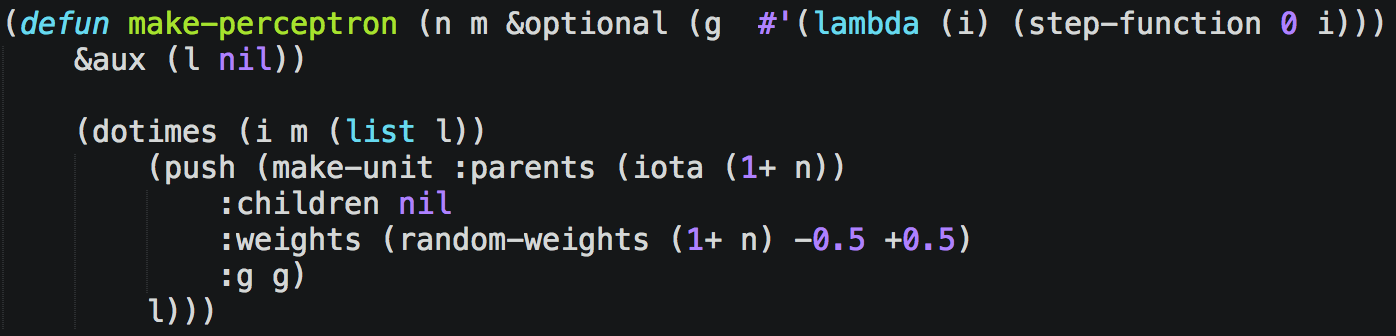 (defun make-perceptron (n m &optional (g  #'(lambda (i) (step-function 0 i)))
    &aux (l nil))

    (dotimes (i m (list l))
        (push (make-unit :parents (iota (1+ n))
            :children nil
            :weights (random-weights (1+ n) -0.5 +0.5)
            :g g)
        l)))